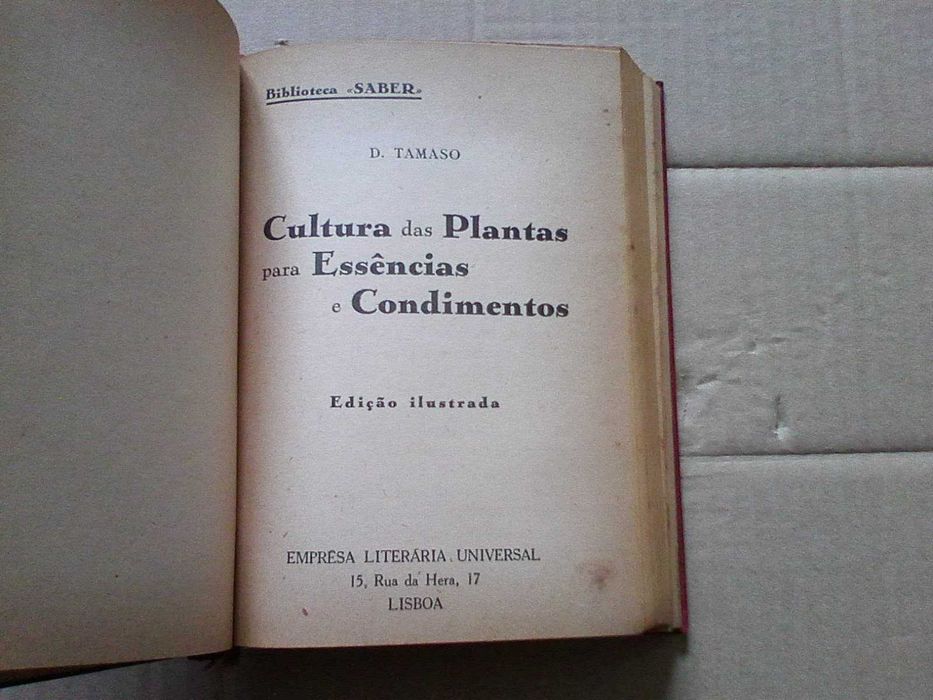 Biblioteca «SABER»
D. TAMASO
Cultura das Plantas
para Essências
e Condimentos
Edição ilustrada
EMPRÊSA LITERÁRIA UNIVERSAL
15, Rua da Hera, 17
LISBOA